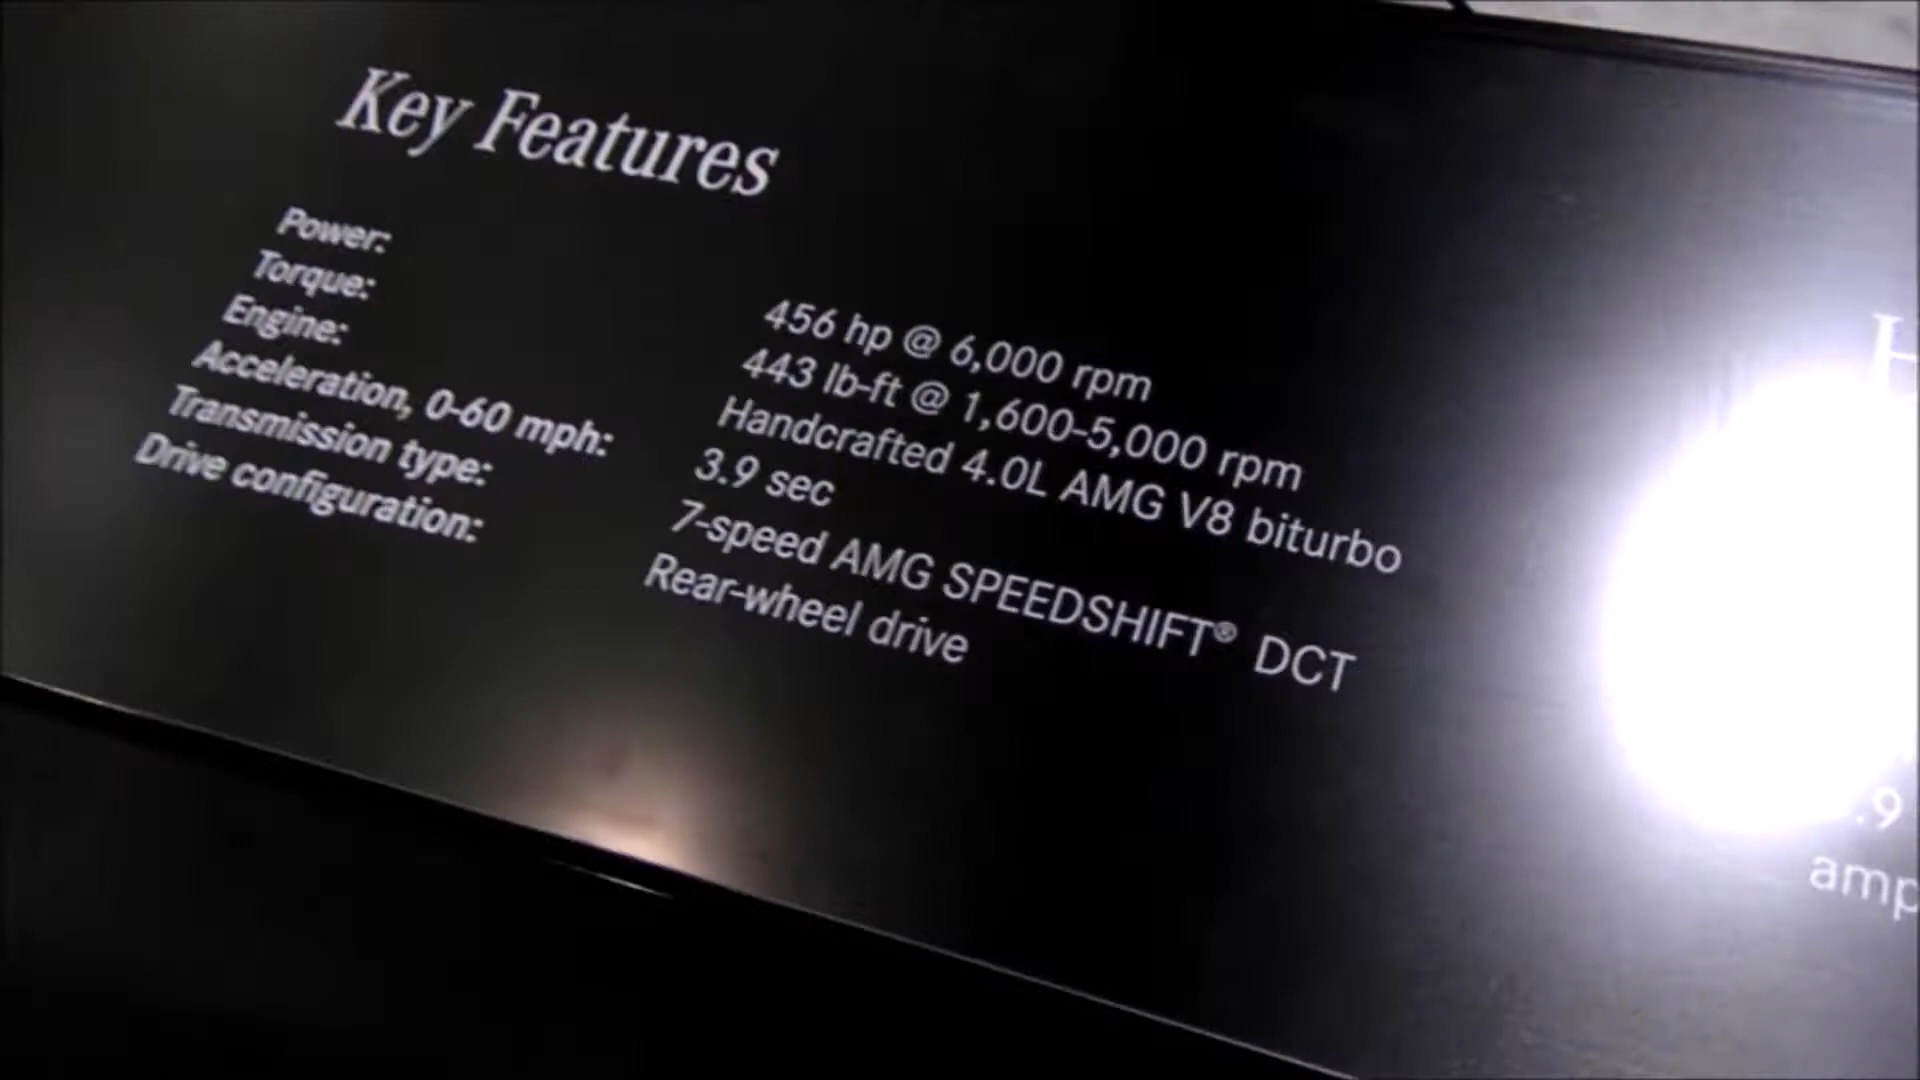 Key Features
Power: 456 hp @ 6,000 rpm
Torque: 443 lb-ft @ 1,600-5,000 rpm
Engine: Handcrafted 4.0L AMG V8 biturbo
Acceleration, 0-60 mph: 3.9 sec
Transmission type: 7-speed AMG SPEEDSHIFT® DCT
Drive configuration: Rear-wheel drive